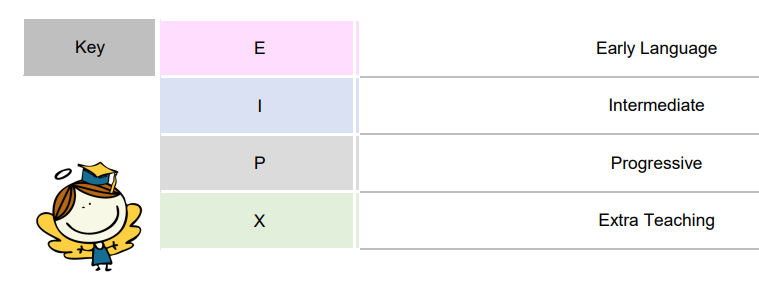 Key E Early Language
I Intermediate
P Progressive
X Extra Teaching